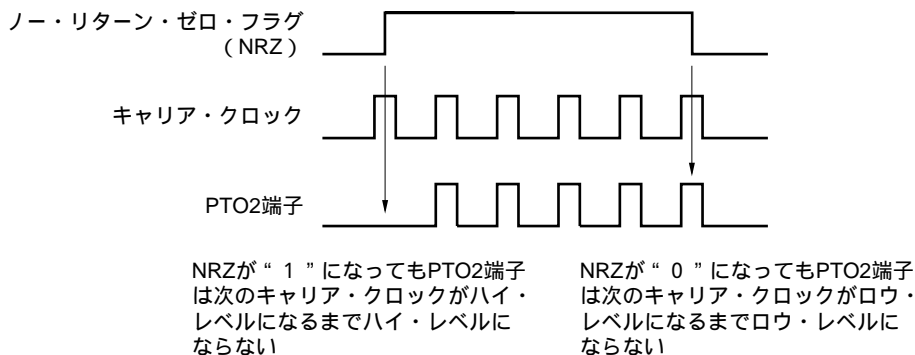 ノー・リターン・ゼロ・フラグ
（NRZ）
キャリア・クロック
PTO2端子
NRZが“1”になってもPTO2端子
は次のキャリア・クロックがハイ・
レベルになるまでハイ・レベルに
ならない
NRZが“0”になってもPTO2端子
は次のキャリア・クロックがロウ・
レベルになるまでロウ・レベルに
ならない